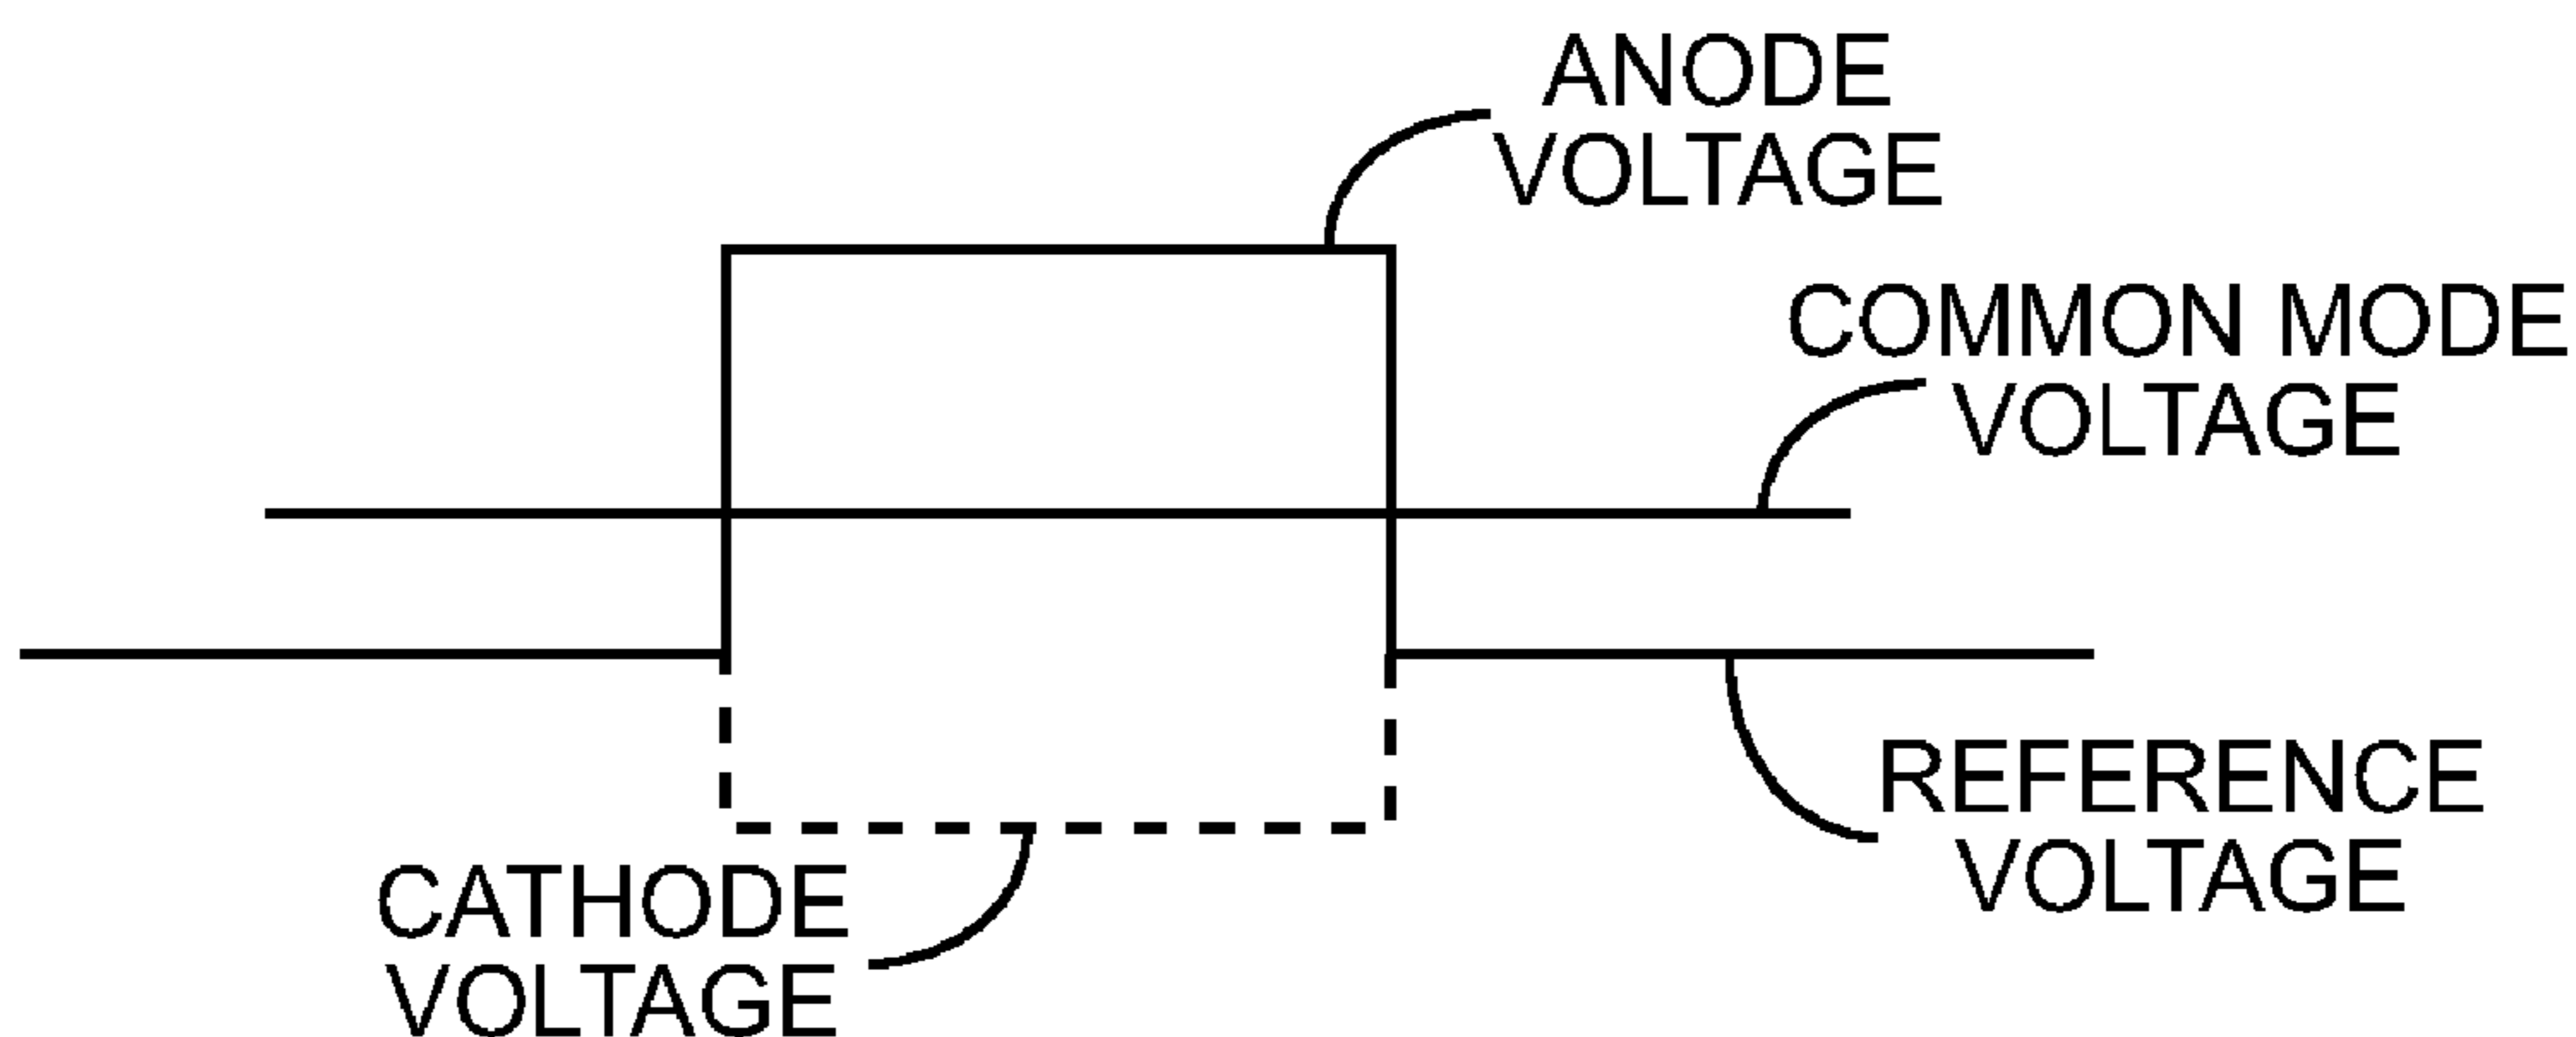 ANODE
VOLTAGE
COMMON MODE
VOLTAGE
REFERENCE
VOLTAGE
CATHODE
VOLTAGE